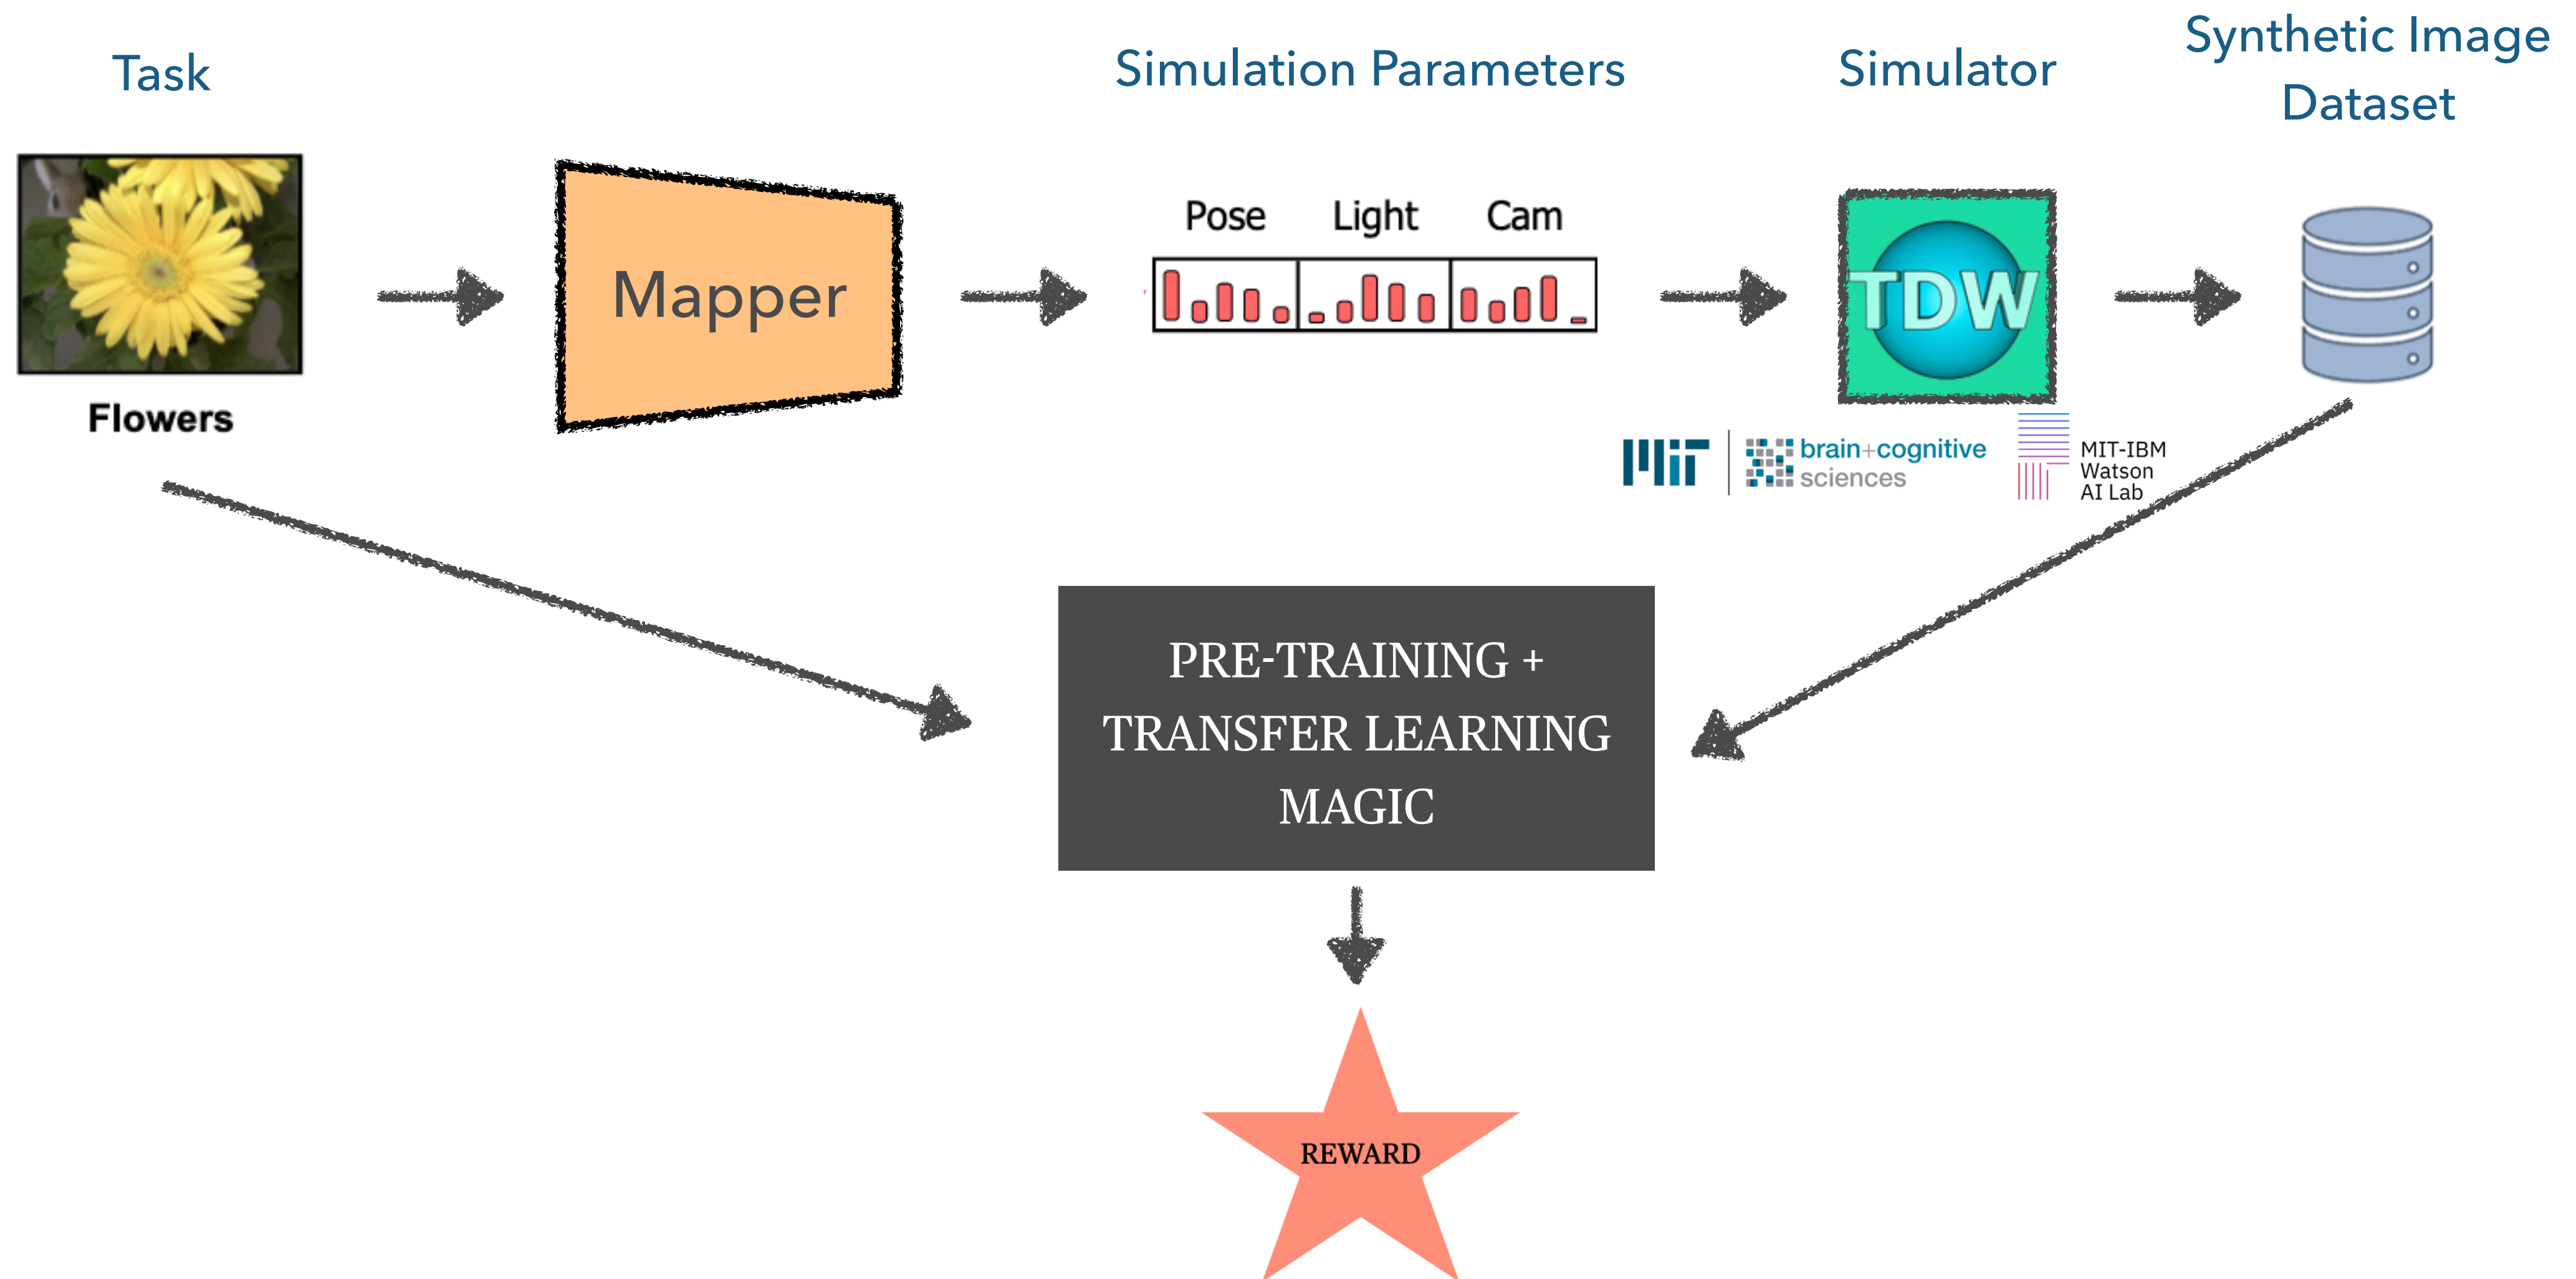 Task
Simulation Parameters
Simulator
Synthetic Image
Dataset
Flowers
Mapper
Pose Light Cam
TDW
MIT
brain+cognitive
sciences
MIT-IBM
Watson
AI Lab
PRE-TRAINING +
TRANSFER LEARNING
MAGIC
REWARD